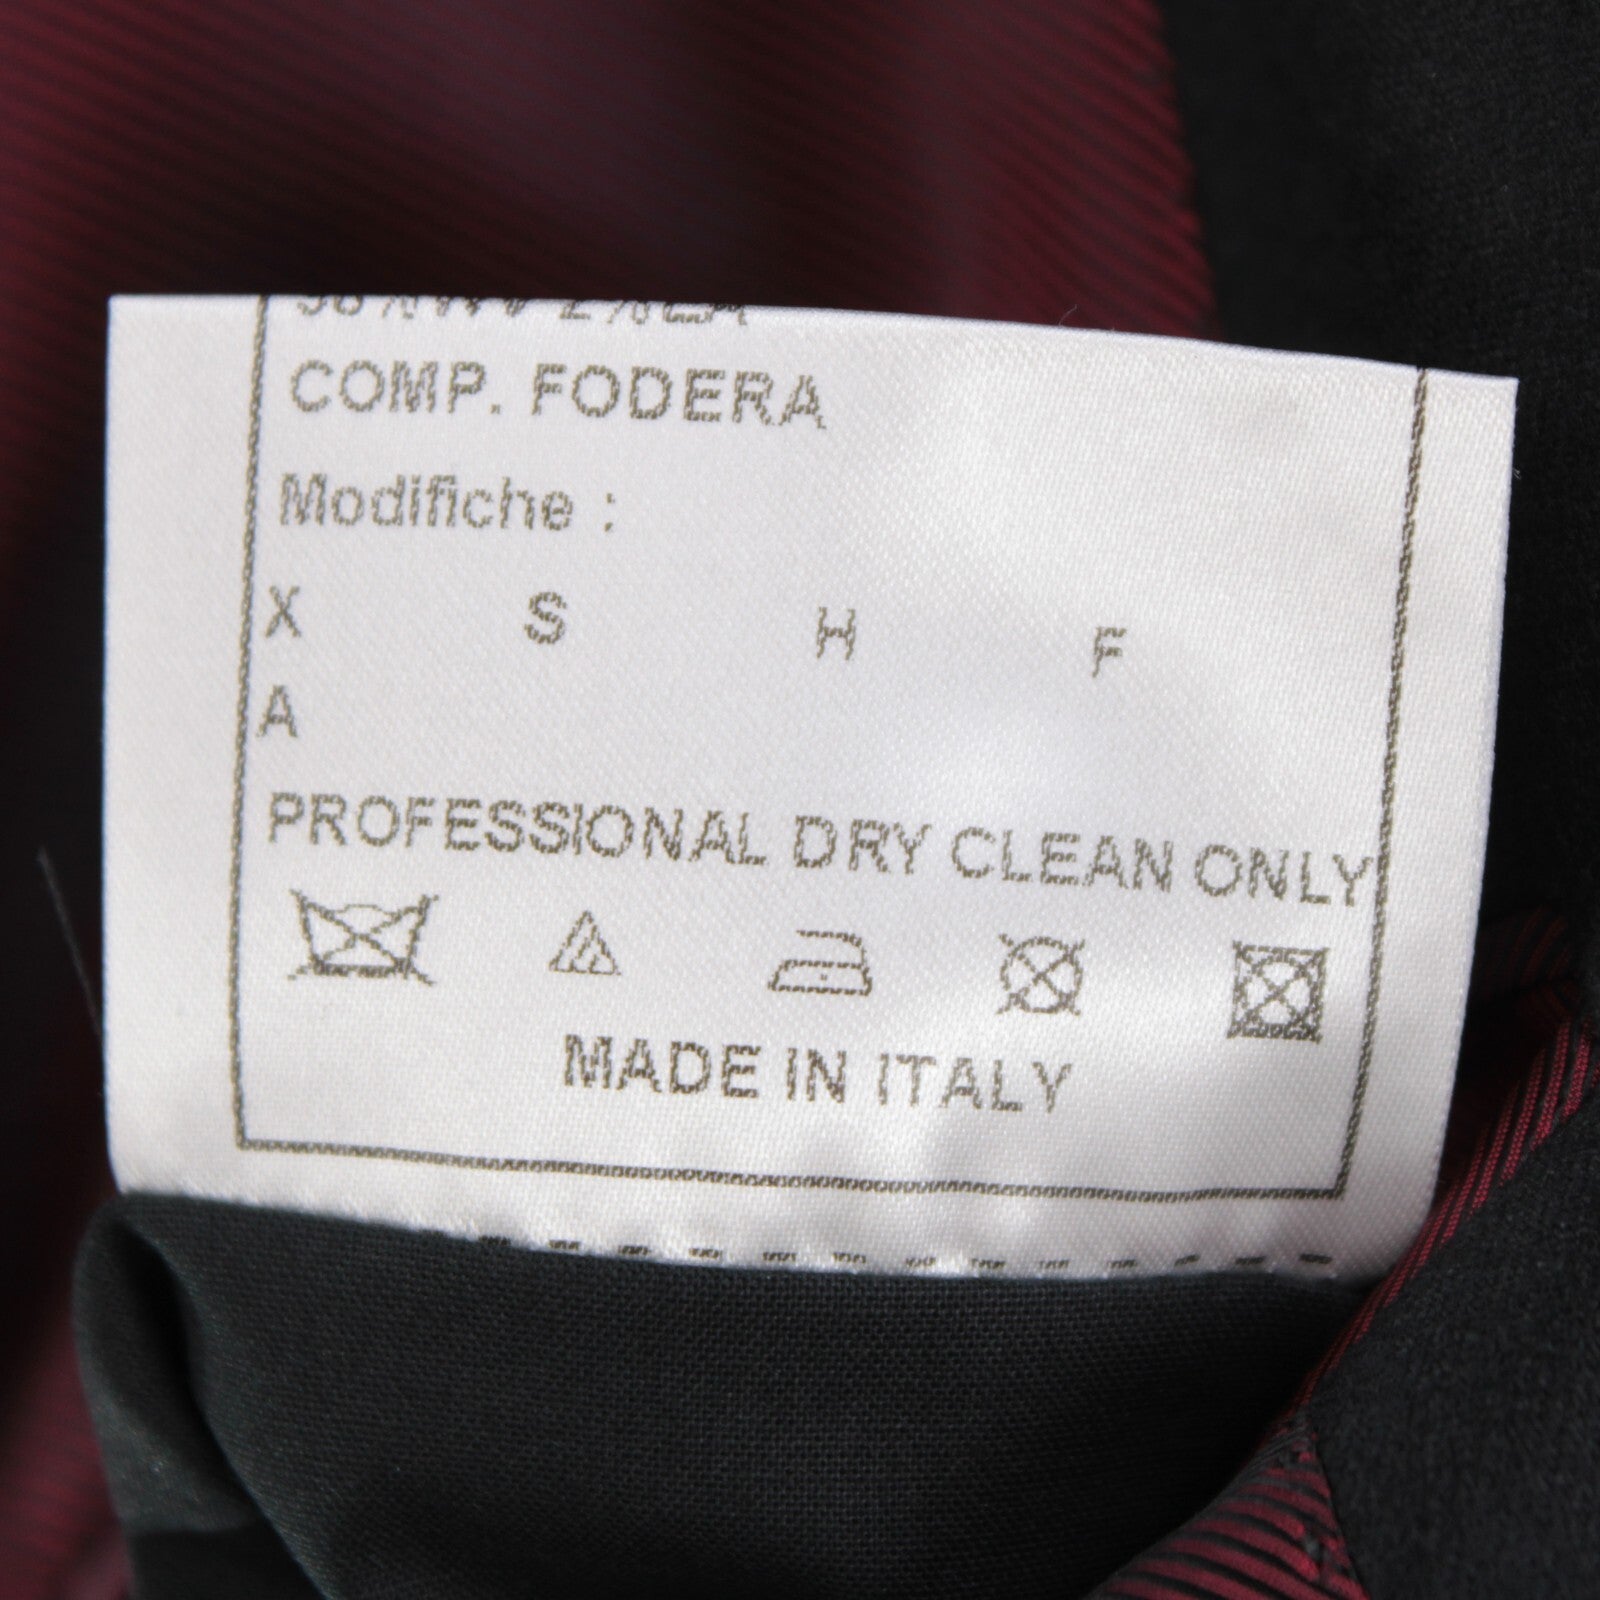 COMP. FODERA
Modifiche :
X S H F
A
PROFESSIONAL DRY CLEAN ONLY
MADE IN ITALY